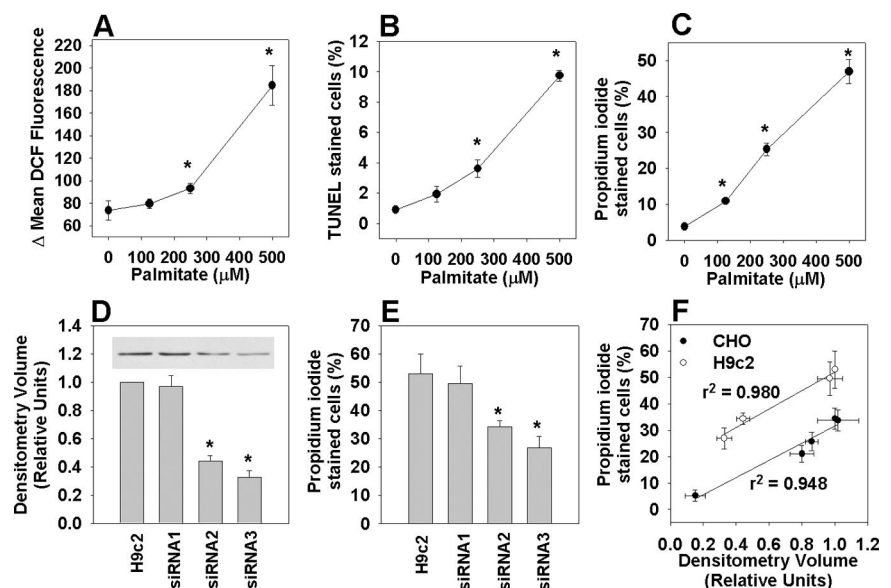 A
Δ Mean DCF Fluorescence
220
200
180
160
140
120
100
80
60
*
*
0 100 200 300 400 500
Palmitate (μM)
B
TUNEL stained cells (%)
12
10
8
6
4
2
0
*
*
0 100 200 300 400 500
Palmitate (μM)
C
Propidium iodide
stained cells (%)
50
40
30
20
10
0
*
*
*
0 100 200 300 400 500
Palmitate (μM)
D
Densitometry Volume
(Relative Units)
1.4
1.2
1.0
0.8
0.6
0.4
0.2
0.0
*
*
H9c2
siRNA1
siRNA2
siRNA3
E
Propidium iodide
stained cells (%)
70
60
50
40
30
20
10
0
*
*
H9c2
siRNA1
siRNA2
siRNA3
F
Propidium iodide
stained cells (%)
70
60
50
40
30
20
10
0
CHO
H9c2
r² = 0.980
r² = 0.948
0.0 0.2 0.4 0.6 0.8 1.0 1.2
Densitometry Volume
(Relative Units)